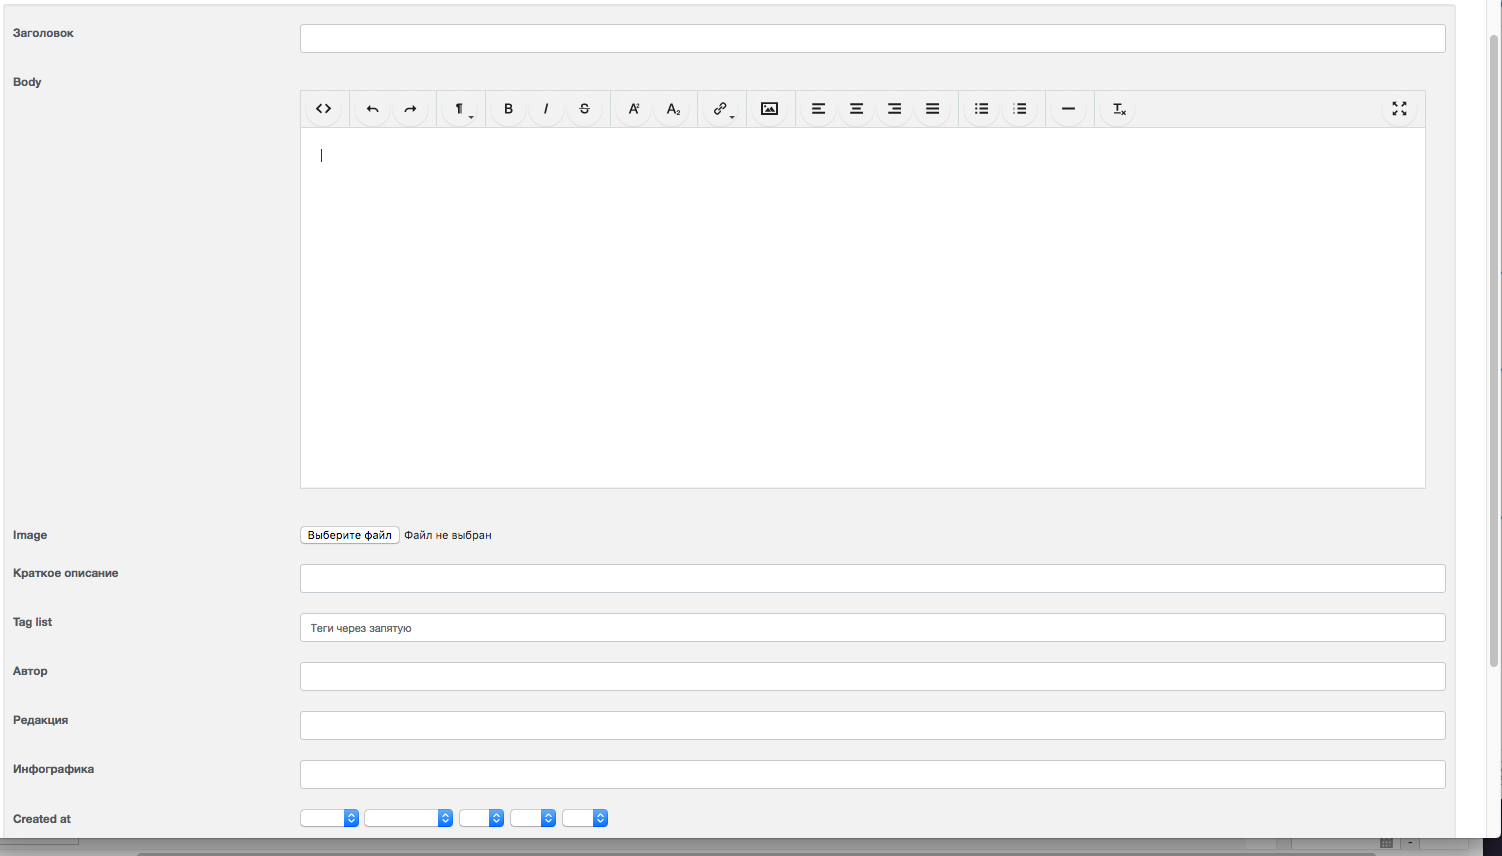 Заголовок
Body
Image
Выберите файл Файл не выбран
Краткое описание
Tag list
Теги через запятую
Автор
Редакция
Инфографика
Created at